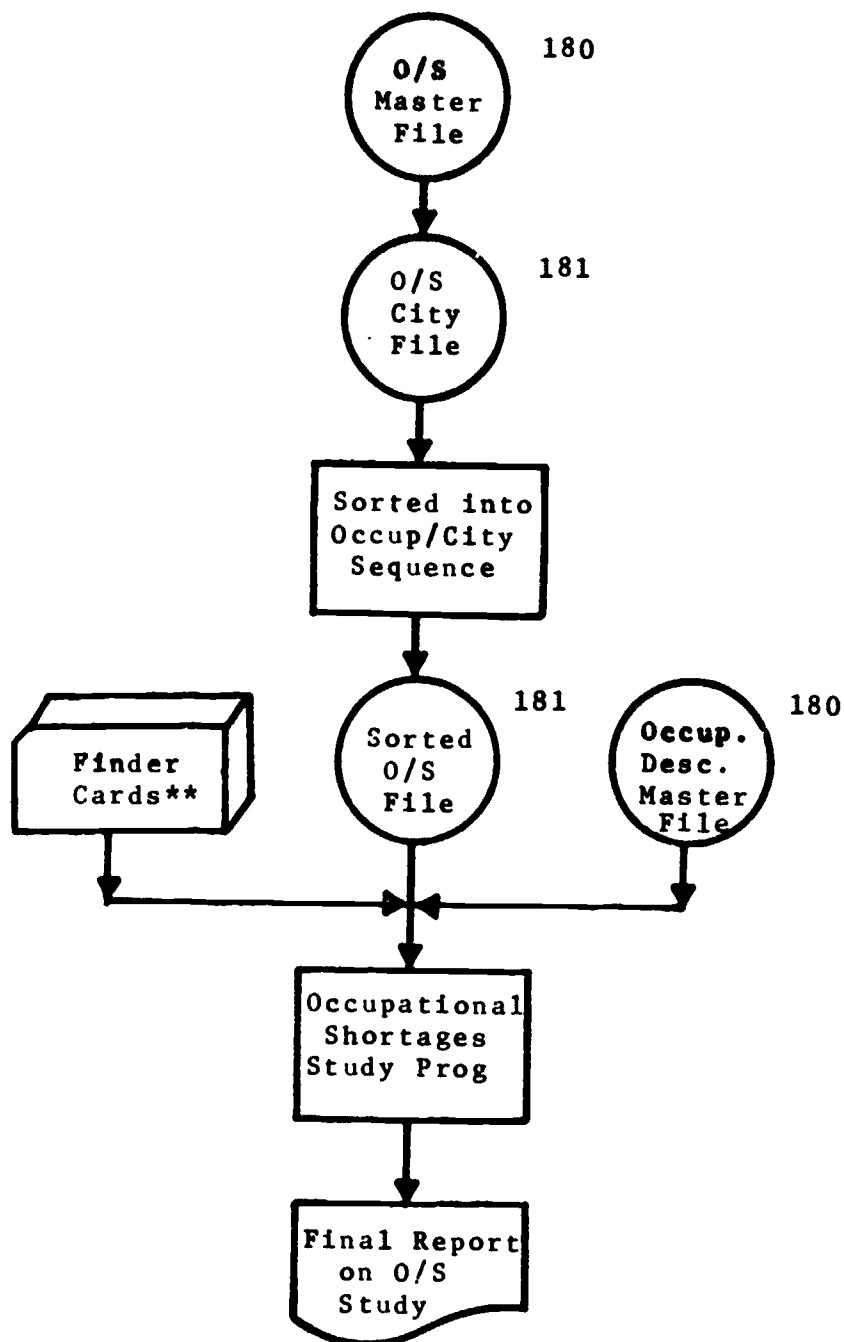 180
O/S
Master
File
181
O/S
City
File
Sorted into
Occup/City
Sequence
Finder
Cards**
181
Sorted
O/S
File
180
Occup.
Desc.
Master
File
Occupational
Shortages
Study Prog
Final Report
on O/S
Study